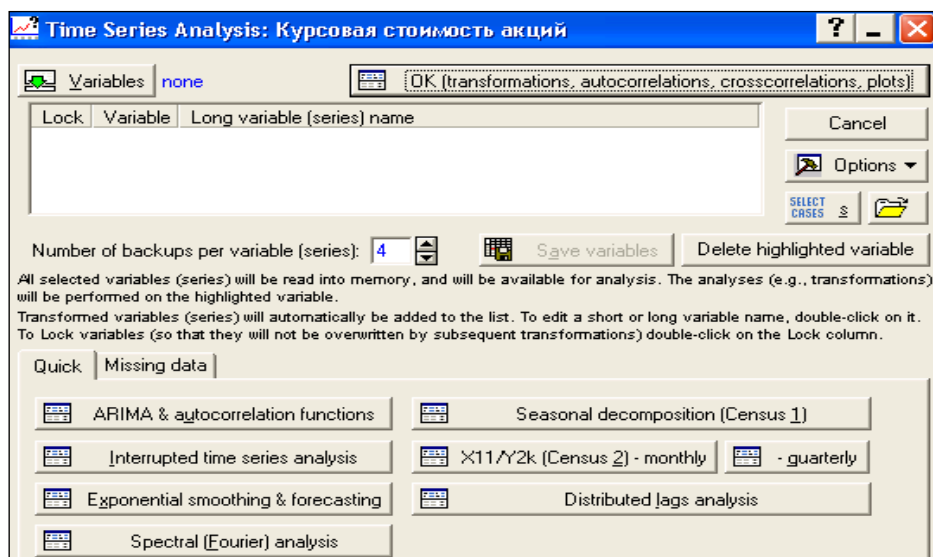 Time Series Analysis: Курсовая стоимость акций
Variables none
OK (transformations, autocorrelations, crosscorrelations, plots)
Lock Variable Long variable (series) name
Cancel
Options
SELECT CASES S
Number of backups per variable (series): 4
Save variables
Delete highlighted variable
All selected variables (series) will be read into memory, and will be available for analysis. The analyses (e.g., transformations)
will be performed on the highlighted variable.
Transformed variables (series) will automatically be added to the list. To edit a short or long variable name, double-click on it.
To Lock variables (so that they will not be overwritten by subsequent transformations) double-click on the Lock column.
Quick Missing data
ARIMA & autocorrelation functions
Seasonal decomposition (Census 1)
Interrupted time series analysis
X11/Y2k (Census 2) - monthly
- quarterly
Exponential smoothing & forecasting
Distributed lags analysis
Spectral (Fourier) analysis